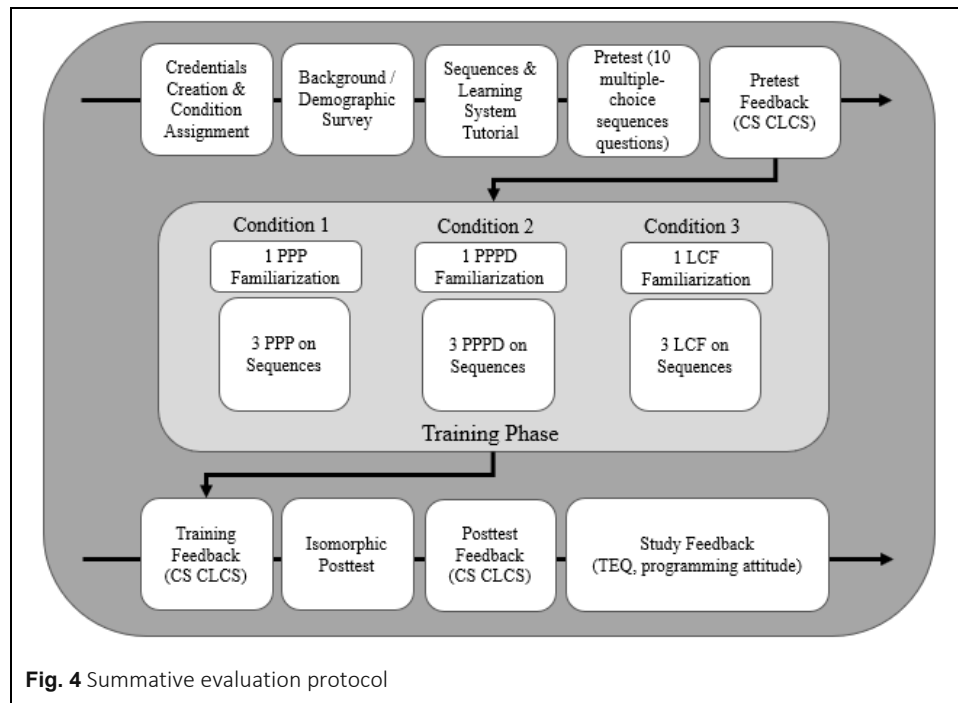 Credentials
Creation &
Condition
Assignment
Background /
Demographic
Survey
Sequences &
Learning
System
Tutorial
Pretest (10
multiple-
choice
sequences
questions)
Pretest
Feedback
(CS CLCS)
Condition 1
1 PPP
Familiarization
3 PPP on
Sequences
Condition 2
1 PPPD
Familiarization
3 PPPD on
Sequences
Condition 3
1 LCF
Familiarization
3 LCF on
Sequences
Training Phase
Training
Feedback
(CS CLCS)
Isomorphic
Posttest
Posttest
Feedback
(CS CLCS)
Study Feedback
(TEQ, programming attitude)
Fig. 4 Summative evaluation protocol